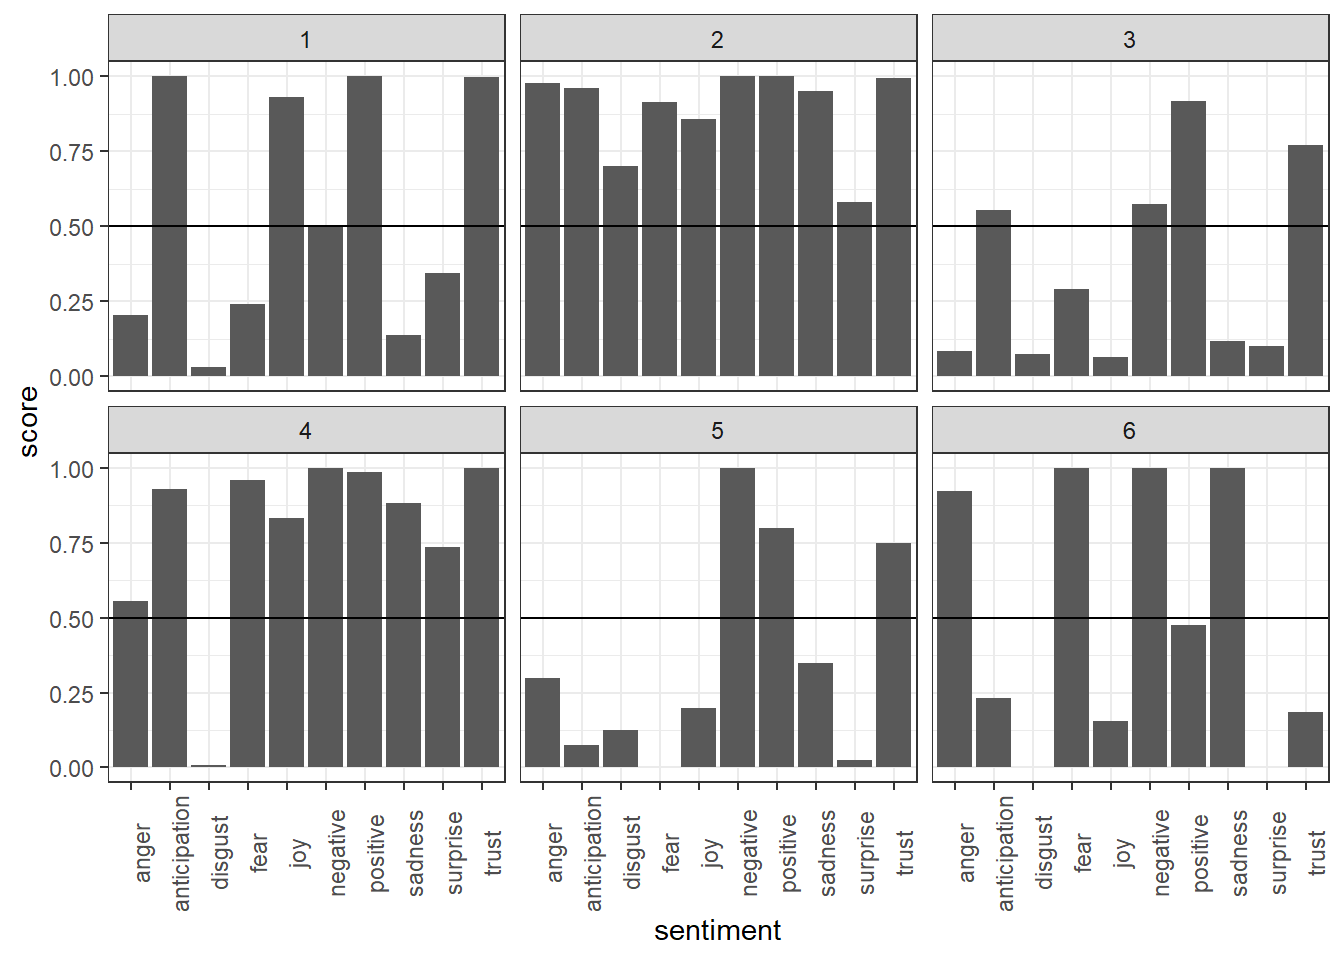 1 2 3
1.00
0.75
0.50
0.25
0.00
4 5 6
1.00
0.75
0.50
0.25
0.00
score
anger
anticipation
disgust
fear
joy
negative
positive
sadness
surprise
trust
anger
anticipation
disgust
fear
joy
negative
positive
sadness
surprise
trust
anger
anticipation
disgust
fear
joy
negative
positive
sadness
surprise
trust
sentiment